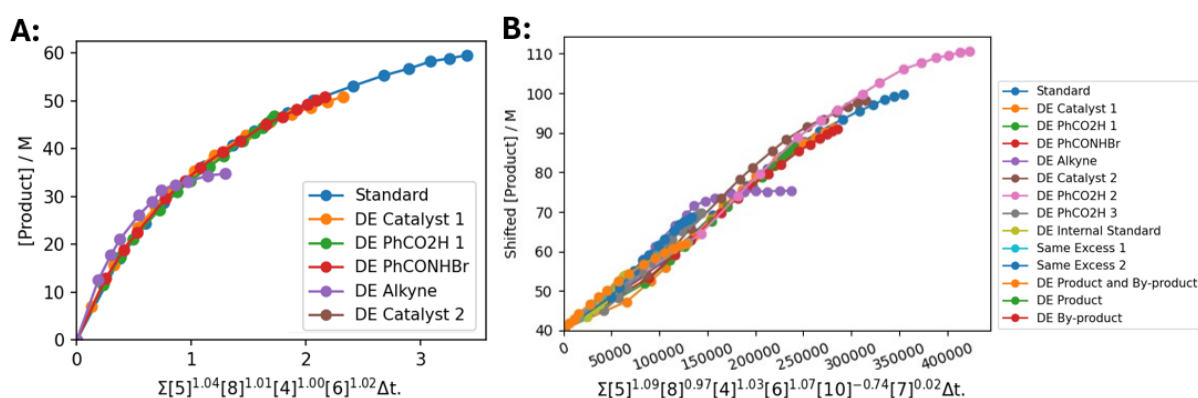 A:
60
50
40
30
20
10
0
[Product] / M
0 1 2 3
Σ[5]^1.04[8]^1.01[4]^1.00[6]^1.02Δt.
Standard
DE Catalyst 1
DE PhCO2H 1
DE PhCONHBr
DE Alkyne
DE Catalyst 2
B:
110
100
90
80
70
60
50
40
Shifted [Product] / M
0 50000 100000 150000 200000 250000 300000 350000 400000
Σ[5]^1.09[8]^0.97[4]^1.03[6]^1.07[10]^-0.74[7]^0.02Δt.
Standard
DE Catalyst 1
DE PhCO2H 1
DE PhCONHBr
DE Alkyne
DE Catalyst 2
DE PhCO2H 2
DE PhCO2H 3
DE Internal Standard
Same Excess 1
Same Excess 2
DE Product and By-product
DE Product
DE By-product